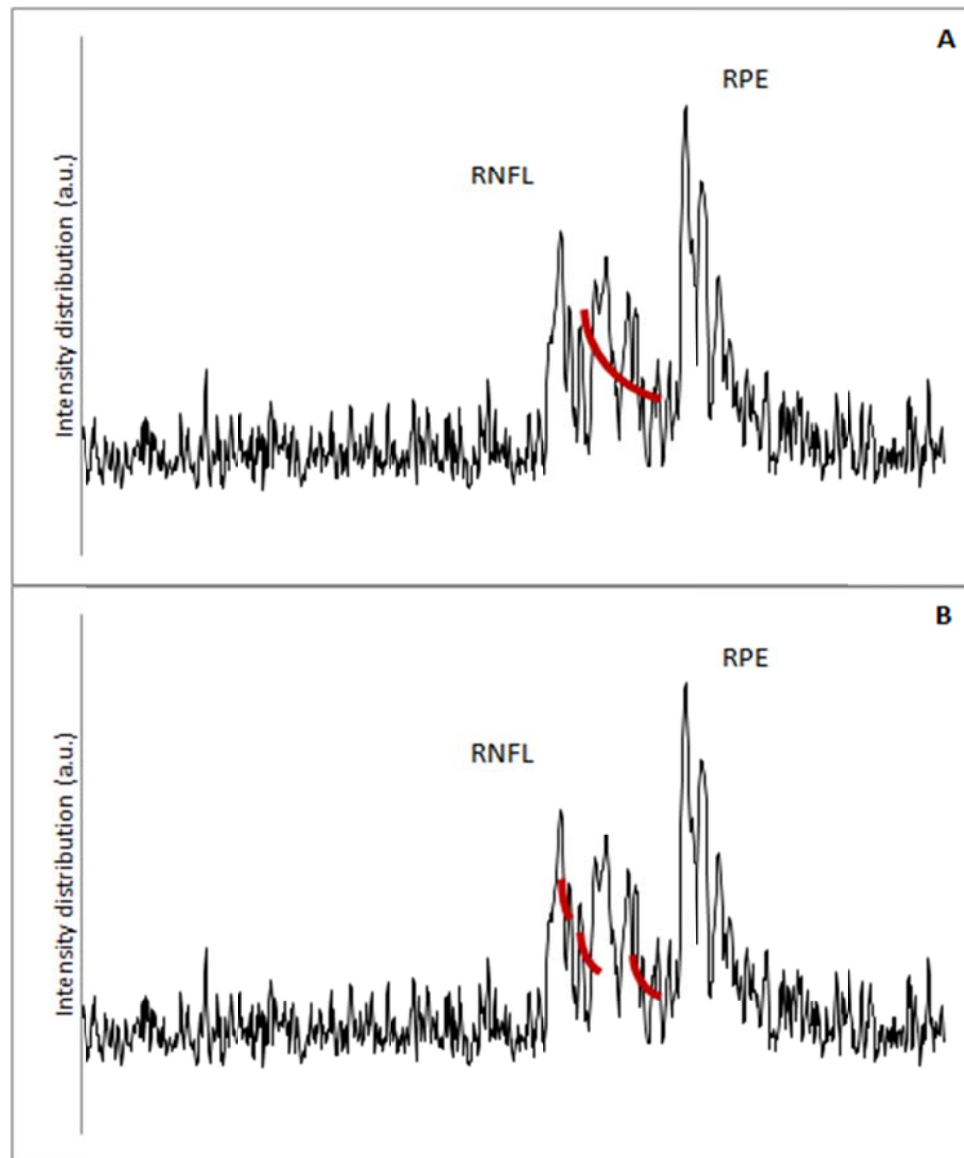 A
RPE
RNFL
Intensity distribution (a.u.)
B
RPE
RNFL
Intensity distribution (a.u.)